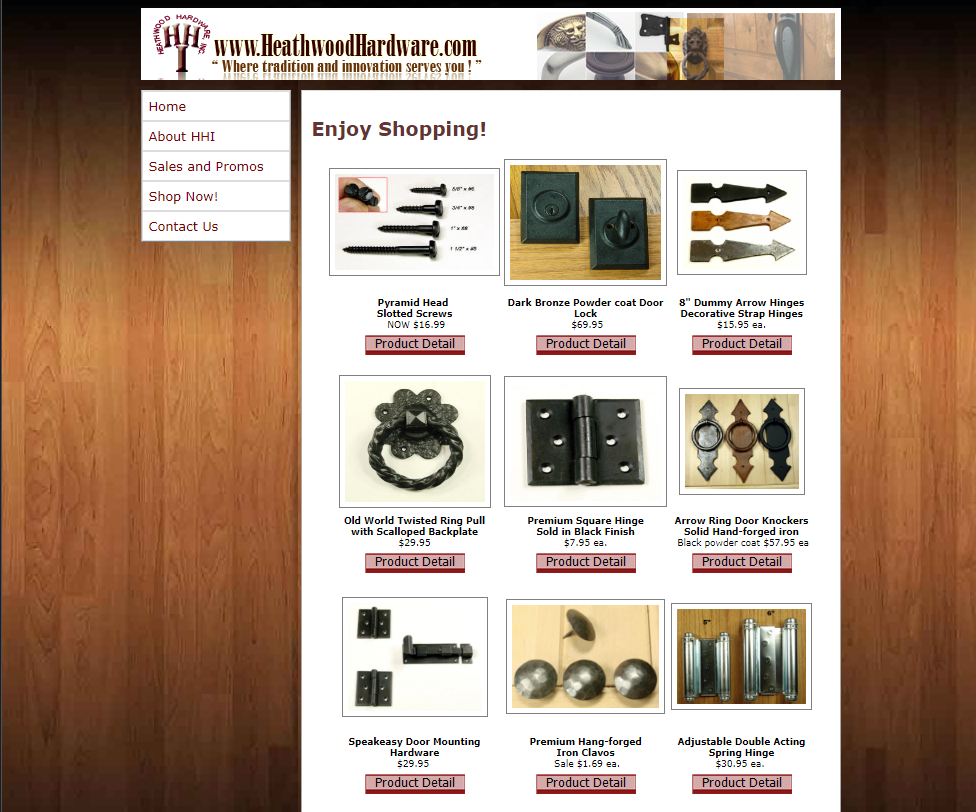 HEATHWOOD HARDWARE, INC.
HH
www.HeathwoodHardware.com
“ Where tradition and innovation serves you ! ”
Home
About HHI
Sales and Promos
Shop Now!
Contact Us
Enjoy Shopping!
5/8" x #6
3/4" x #8
1" x #8
1 1/2" x #8
Pyramid Head
Slotted Screws
NOW $16.99
Product Detail
Dark Bronze Powder coat Door
Lock
$69.95
Product Detail
8" Dummy Arrow Hinges
Decorative Strap Hinges
$15.95 ea.
Product Detail
Old World Twisted Ring Pull
with Scalloped Backplate
$29.95
Product Detail
Premium Square Hinge
Sold in Black Finish
$7.95 ea.
Product Detail
Arrow Ring Door Knockers
Solid Hand-forged iron
Black powder coat $57.95 ea
Product Detail
6"
Speakeasy Door Mounting
Hardware
$29.95
Product Detail
Premium Hang-forged
Iron Clavos
Sale $1.69 ea.
Product Detail
Adjustable Double Acting
Spring Hinge
$30.95 ea.
Product Detail